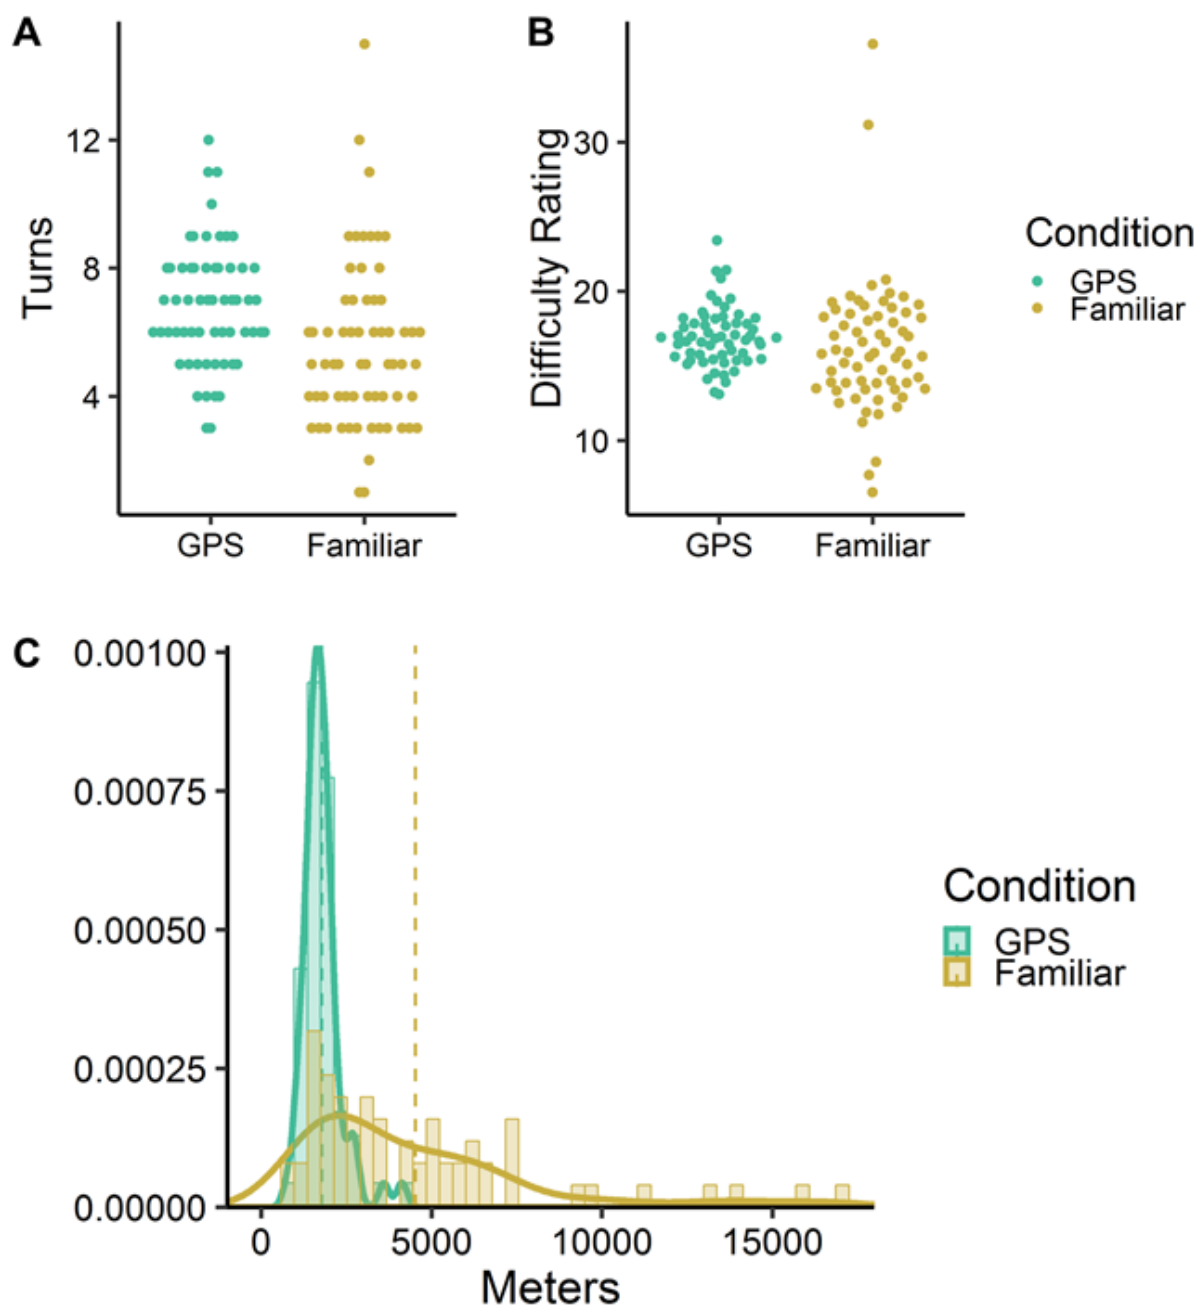 A
Turns
12
8
4
GPS Familiar
B
Difficulty Rating
30
20
10
GPS Familiar
Condition
GPS
Familiar
C
0.00100
0.00075
0.00050
0.00025
0.00000
0 5000 10000 15000
Meters
Condition
GPS
Familiar